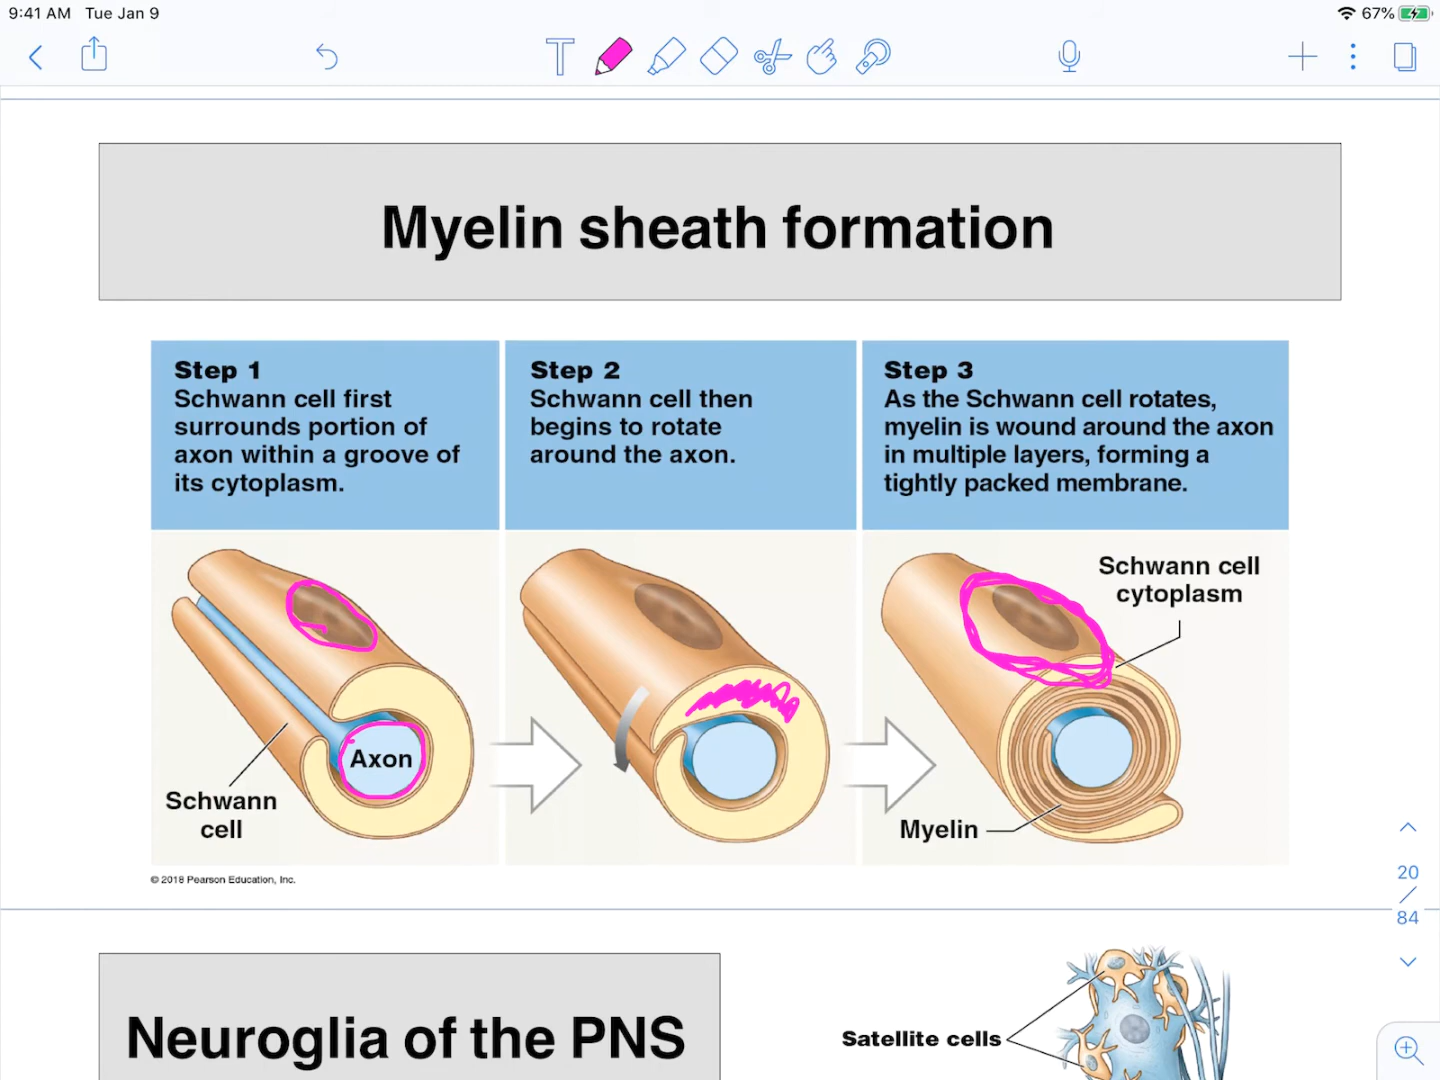 9:41 AM Tue Jan 9
67%
T
Myelin sheath formation
Step 1
Schwann cell first
surrounds portion of
axon within a groove of
its cytoplasm.
Step 2
Schwann cell then
begins to rotate
around the axon.
Step 3
As the Schwann cell rotates,
myelin is wound around the axon
in multiple layers, forming a
tightly packed membrane.
Schwann cell
cytoplasm
Axon
Schwann
cell
Myelin
© 2018 Pearson Education, Inc.
20
/
84
Neuroglia of the PNS
Satellite cells